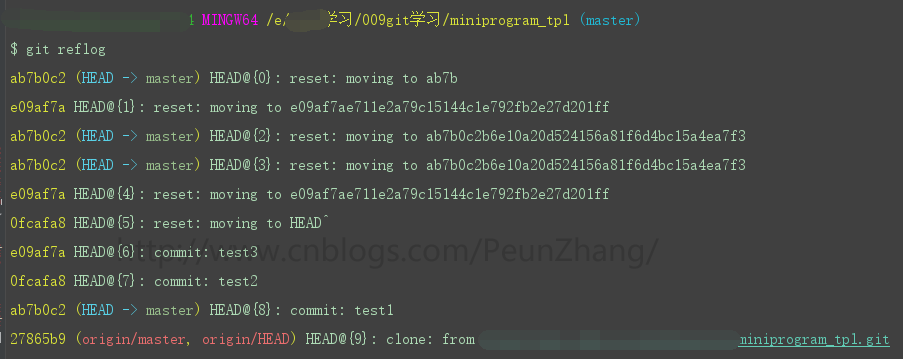 1 MINGW64 /e/学习/009git学习/miniprogram_tpl (master)
$ git reflog
ab7b0c2 (HEAD -> master) HEAD@{0}: reset: moving to ab7b
e09af7a HEAD@{1}: reset: moving to e09af7ae711e2a79c15144c1e792fb2e27d201ff
ab7b0c2 (HEAD -> master) HEAD@{2}: reset: moving to ab7b0c2b6e10a20d524156a81f6d4bc15a4ea7f3
ab7b0c2 (HEAD -> master) HEAD@{3}: reset: moving to ab7b0c2b6e10a20d524156a81f6d4bc15a4ea7f3
e09af7a HEAD@{4}: reset: moving to e09af7ae711e2a79c15144c1e792fb2e27d201ff
0fcafa8 HEAD@{5}: reset: moving to HEAD^
http://www.cnblogs.com/PeunZhang/
e09af7a HEAD@{6}: commit: test3
0fcafa8 HEAD@{7}: commit: test2
ab7b0c2 (HEAD -> master) HEAD@{8}: commit: test1
27865b9 (origin/master, origin/HEAD) HEAD@{9}: clone: from miniprogram_tpl.git